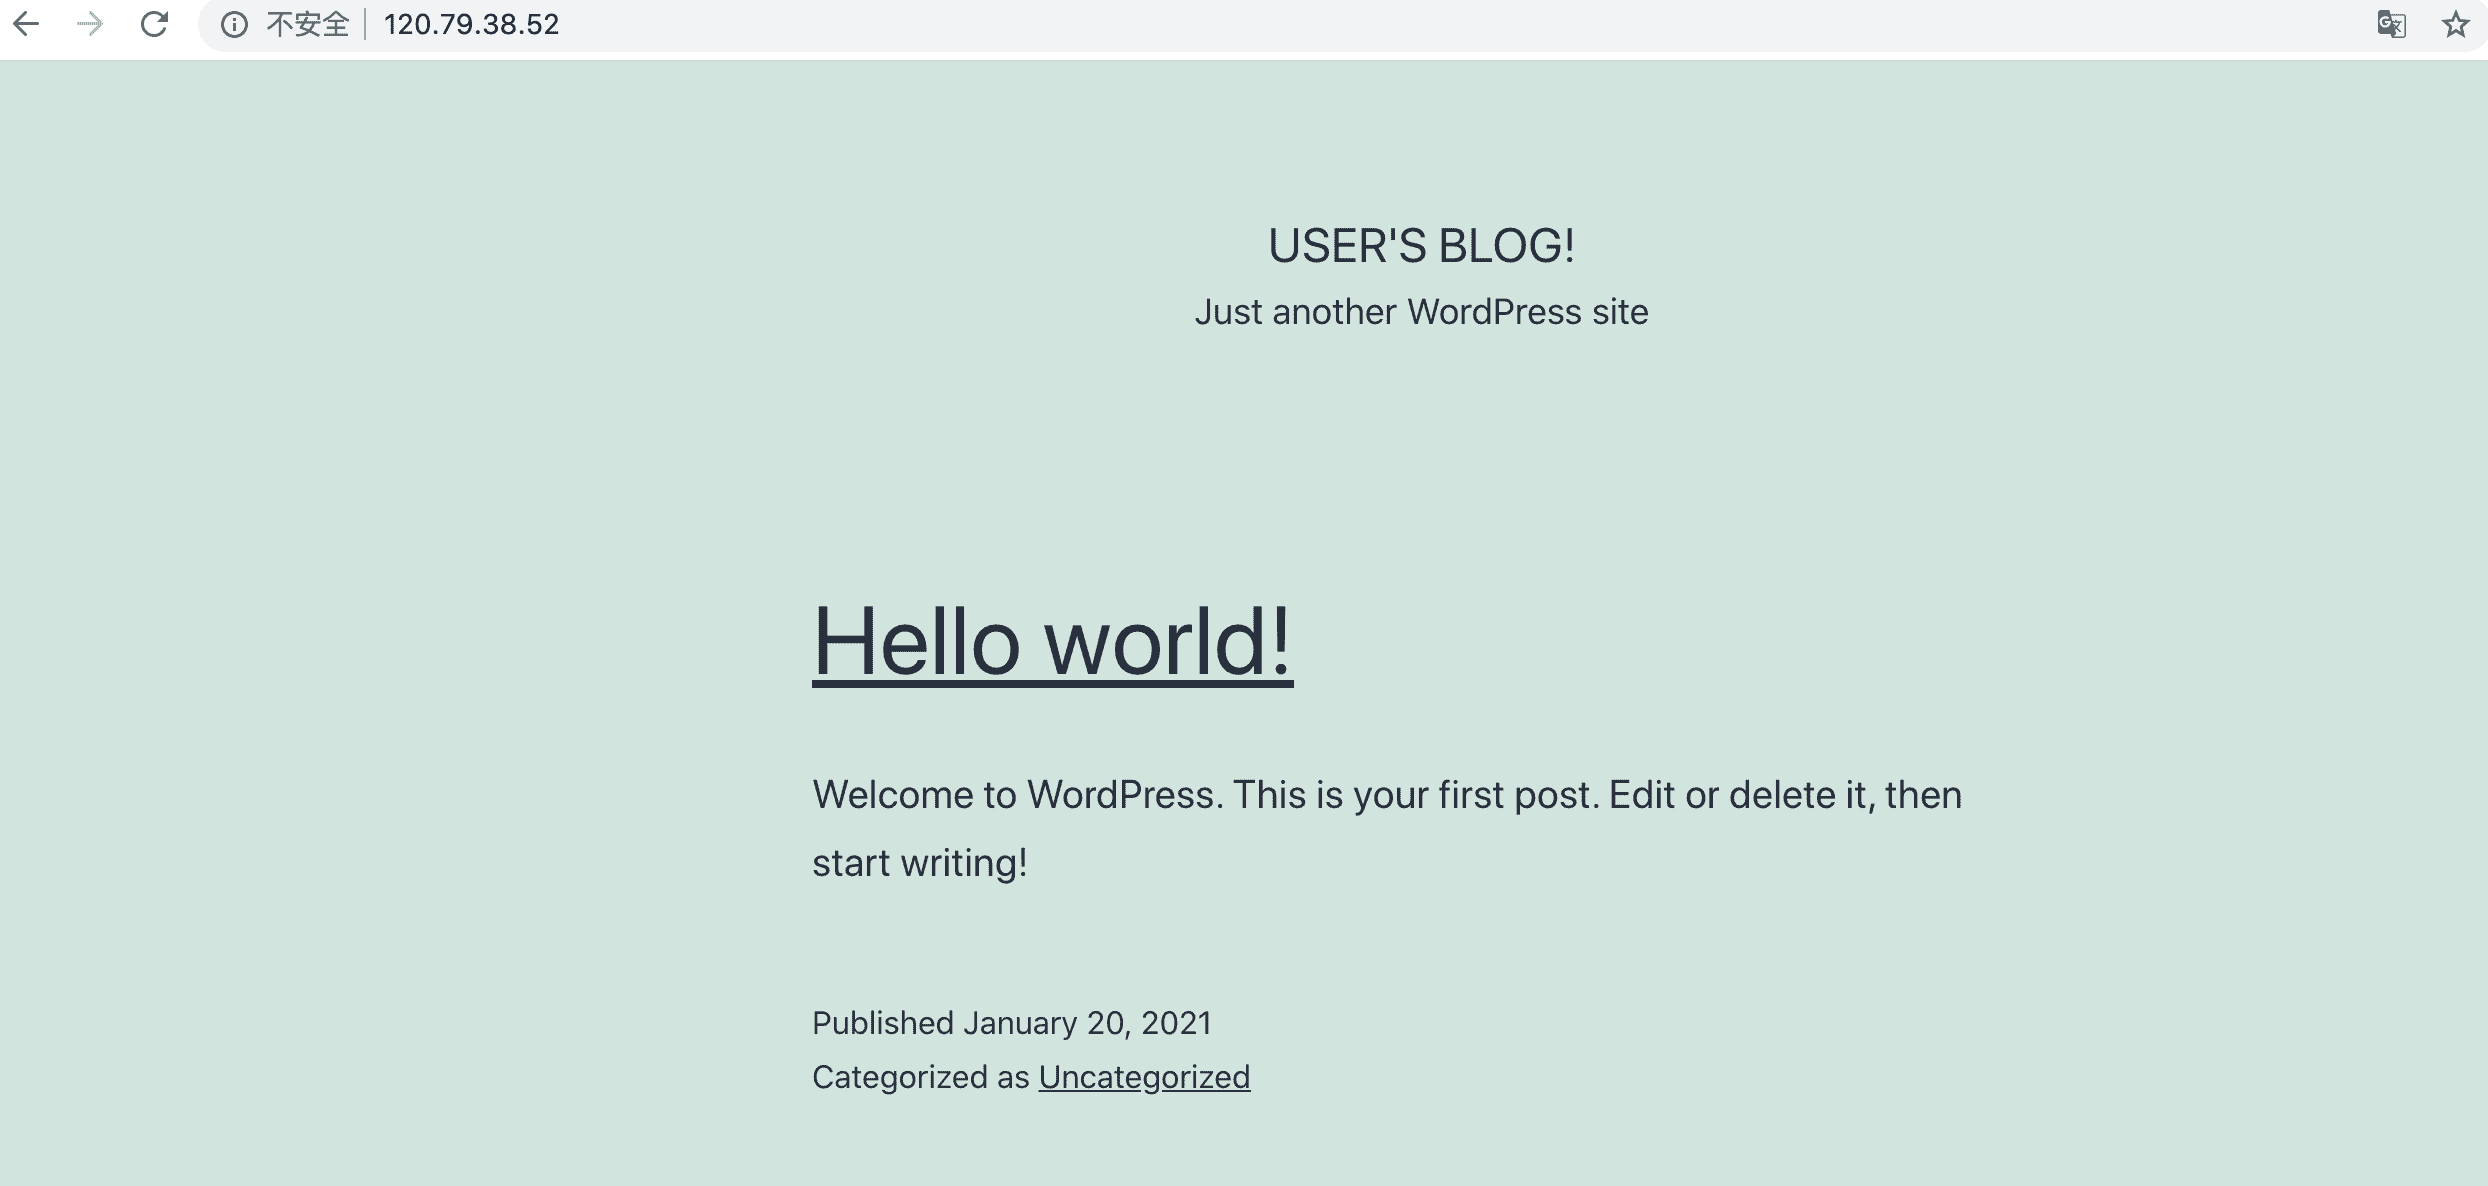 不安全 120.79.38.52
USER'S BLOG!
Just another WordPress site
Hello world!
Welcome to WordPress. This is your first post. Edit or delete it, then
start writing!
Published January 20, 2021
Categorized as Uncategorized